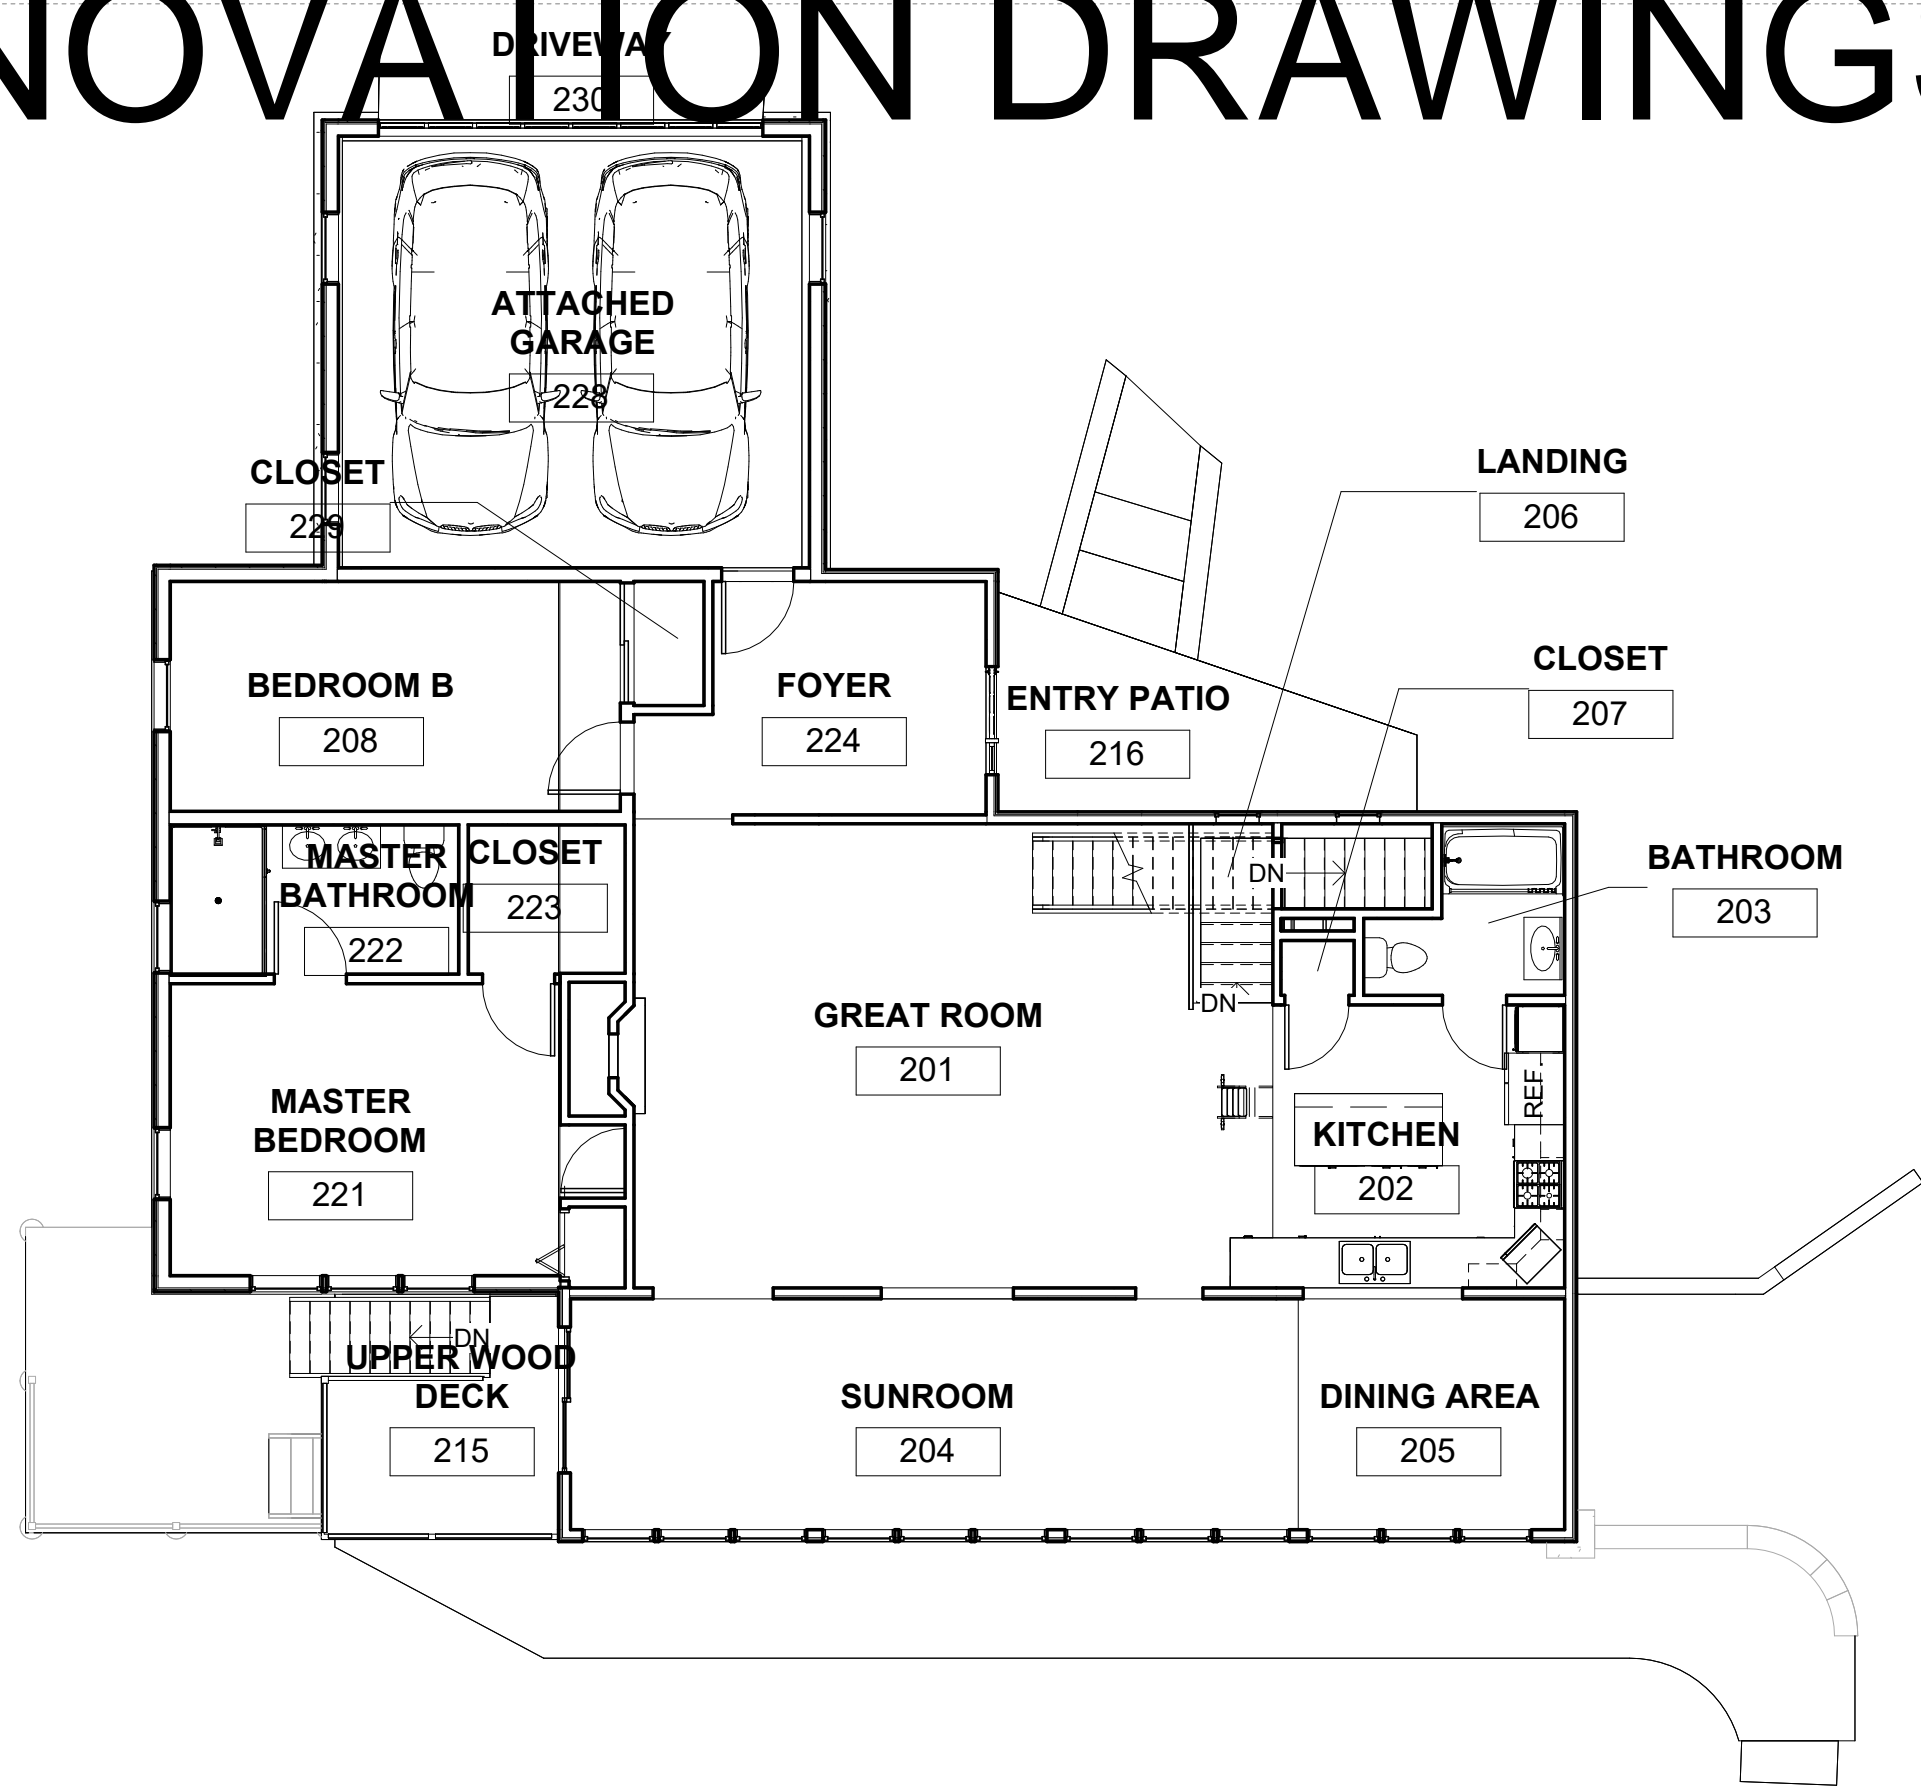 NOVATION DRAWINGS
DRIVEWAY
230
ATTACHED
GARAGE
228
CLOSET
229
LANDING
206
CLOSET
207
BEDROOM B
208
FOYER
224
ENTRY PATIO
216
MASTER
BATHROOM
222
CLOSET
223
DN
BATHROOM
203
GREAT ROOM
201
DN
REF.
KITCHEN
202
MASTER
BEDROOM
221
DN
UPPER WOOD
DECK
215
SUNROOM
204
DINING AREA
205